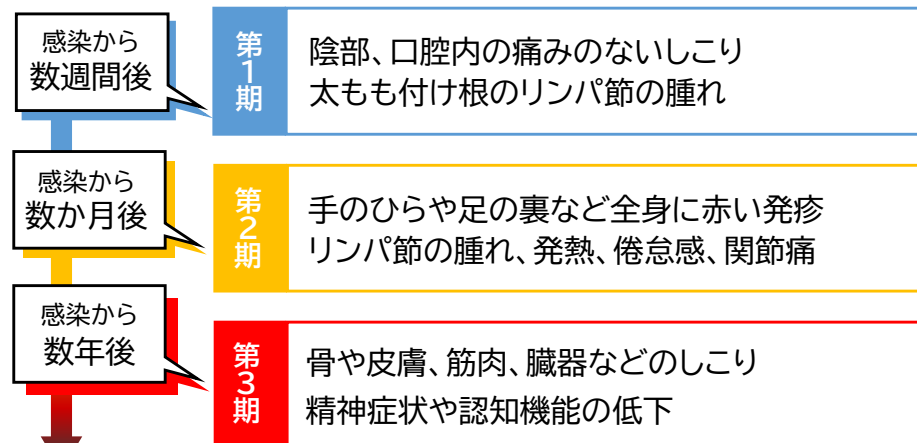 感染から
数週間後
第1期
陰部、口腔内の痛みのないしこり
太もも付け根のリンパ節の腫れ
感染から
数か月後
第2期
手のひらや足の裏など全身に赤い発疹
リンパ節の腫れ、発熱、倦怠感、関節痛
感染から
数年後
第3期
骨や皮膚、筋肉、臓器などのしこり
精神症状や認知機能の低下